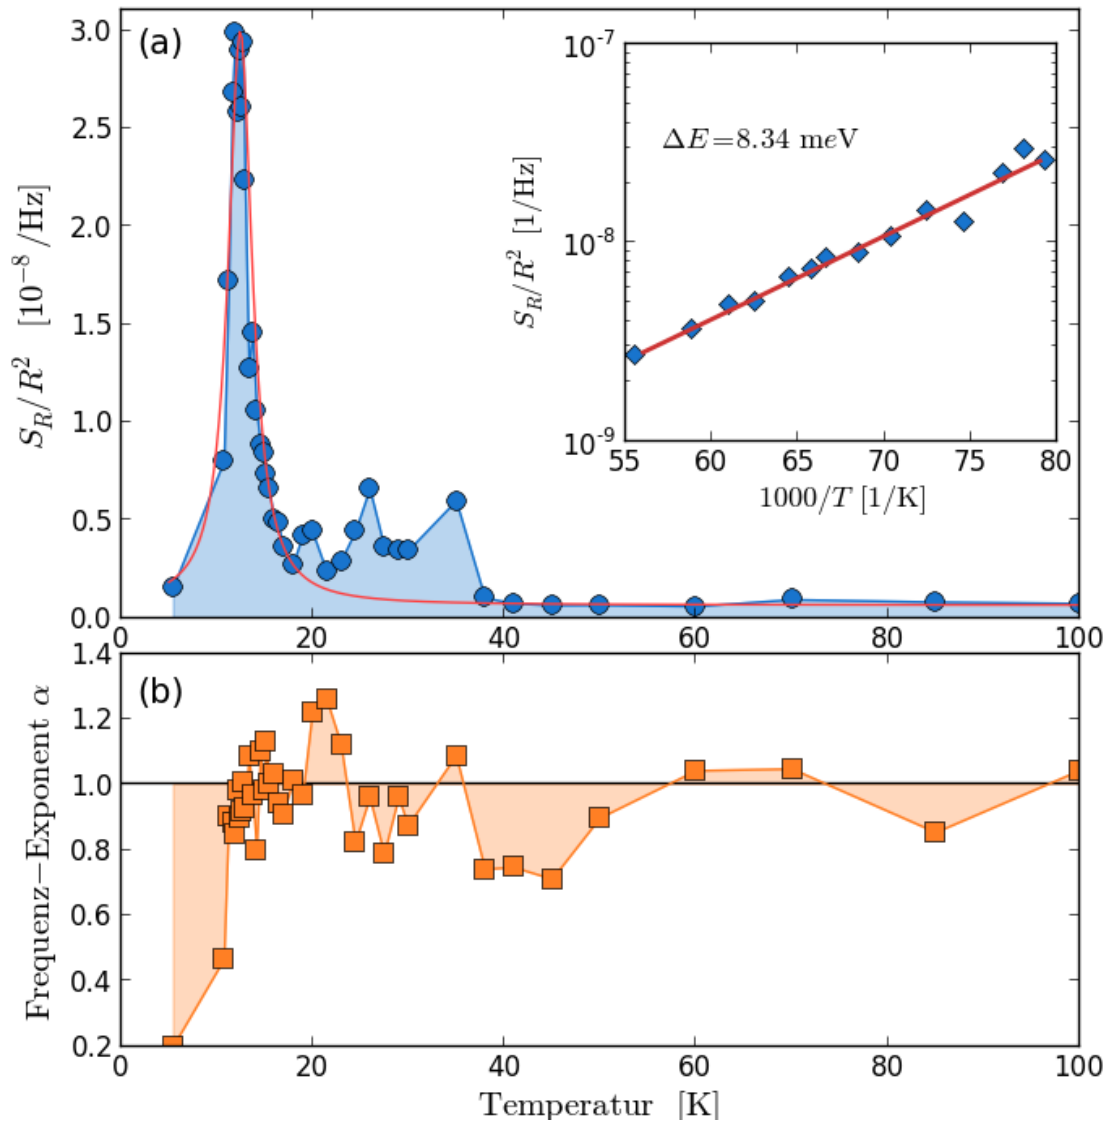 (a)
3.0
2.5
2.0
1.5
1.0
0.5
0.0
S_R/R² [10⁻⁸/Hz]
0 20 40 60 80 100
ΔE=8.34 meV
10⁻⁷
10⁻⁸
10⁻⁹
S_R/R² [1/Hz]
55 60 65 70 75 80
1000/T [1/K]
(b)
1.4
1.2
1.0
0.8
0.6
0.4
0.2
Frequenz−Exponent α
0 20 40 60 80 100
Temperatur [K]